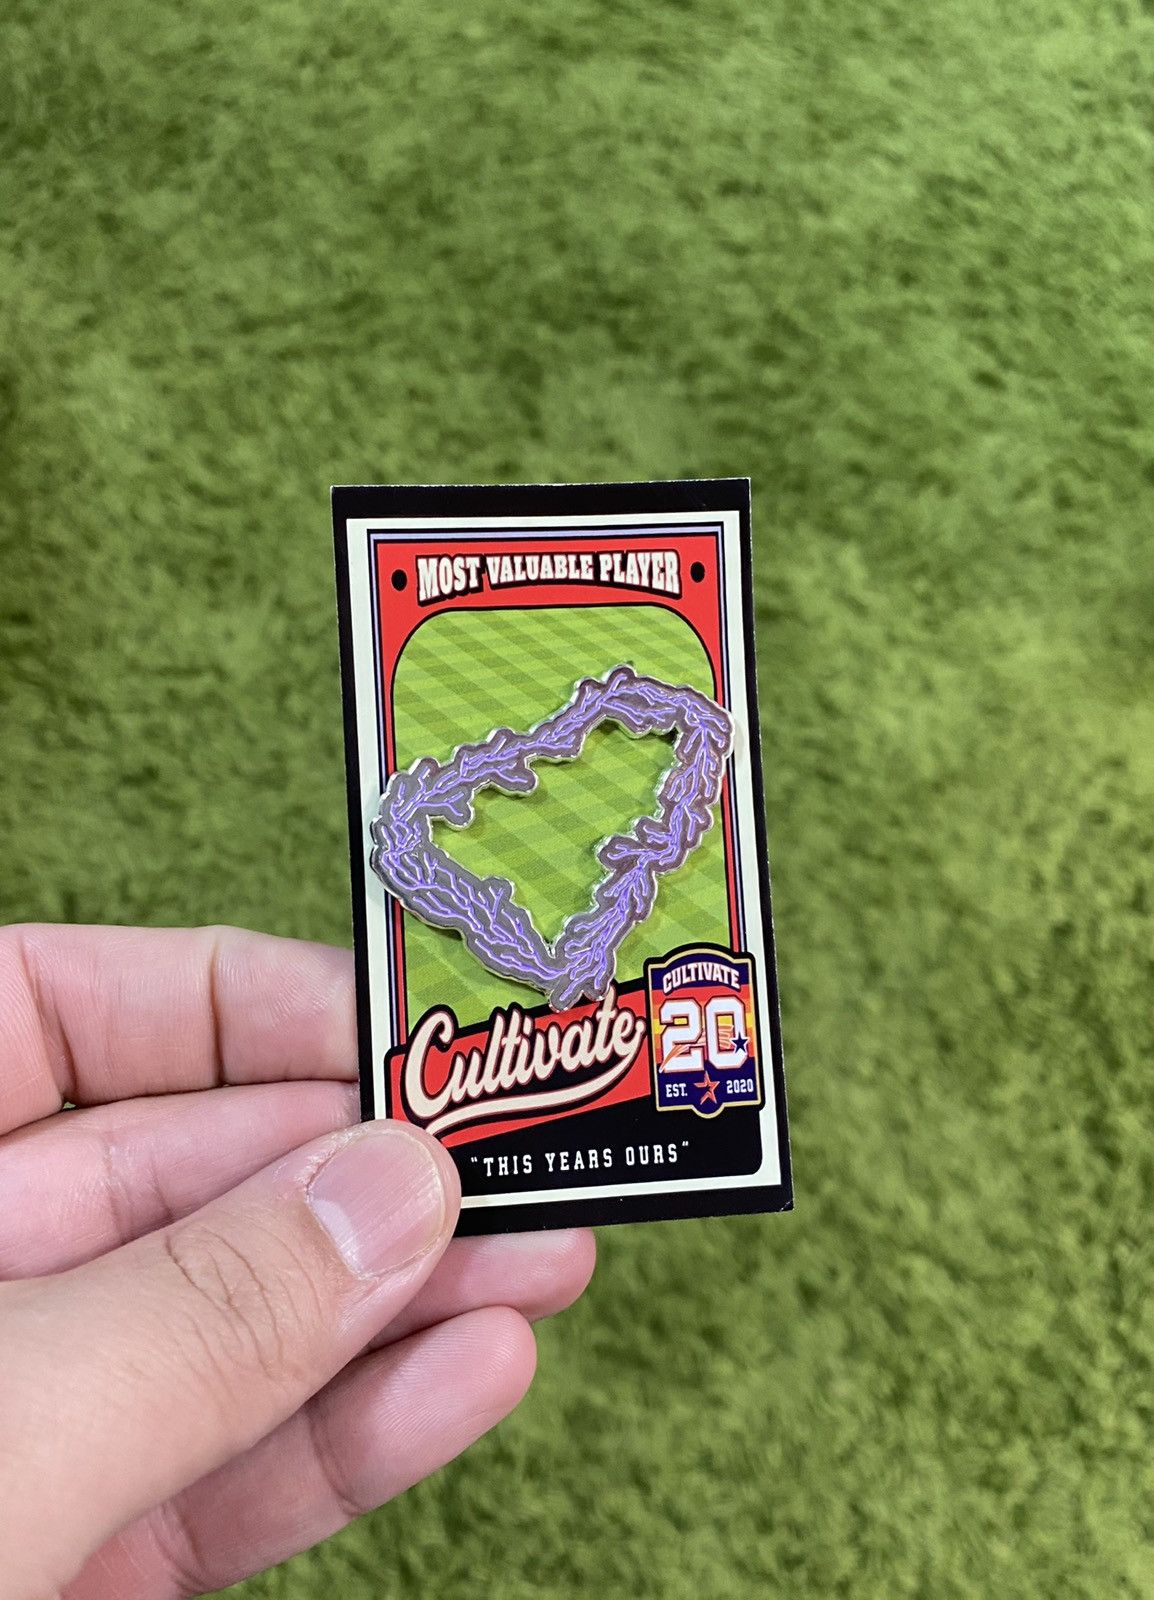 MOST VALUABLE PLAYER
Cultivate
CULTIVATE
20
EST. 2020
"THIS YEARS OURS"